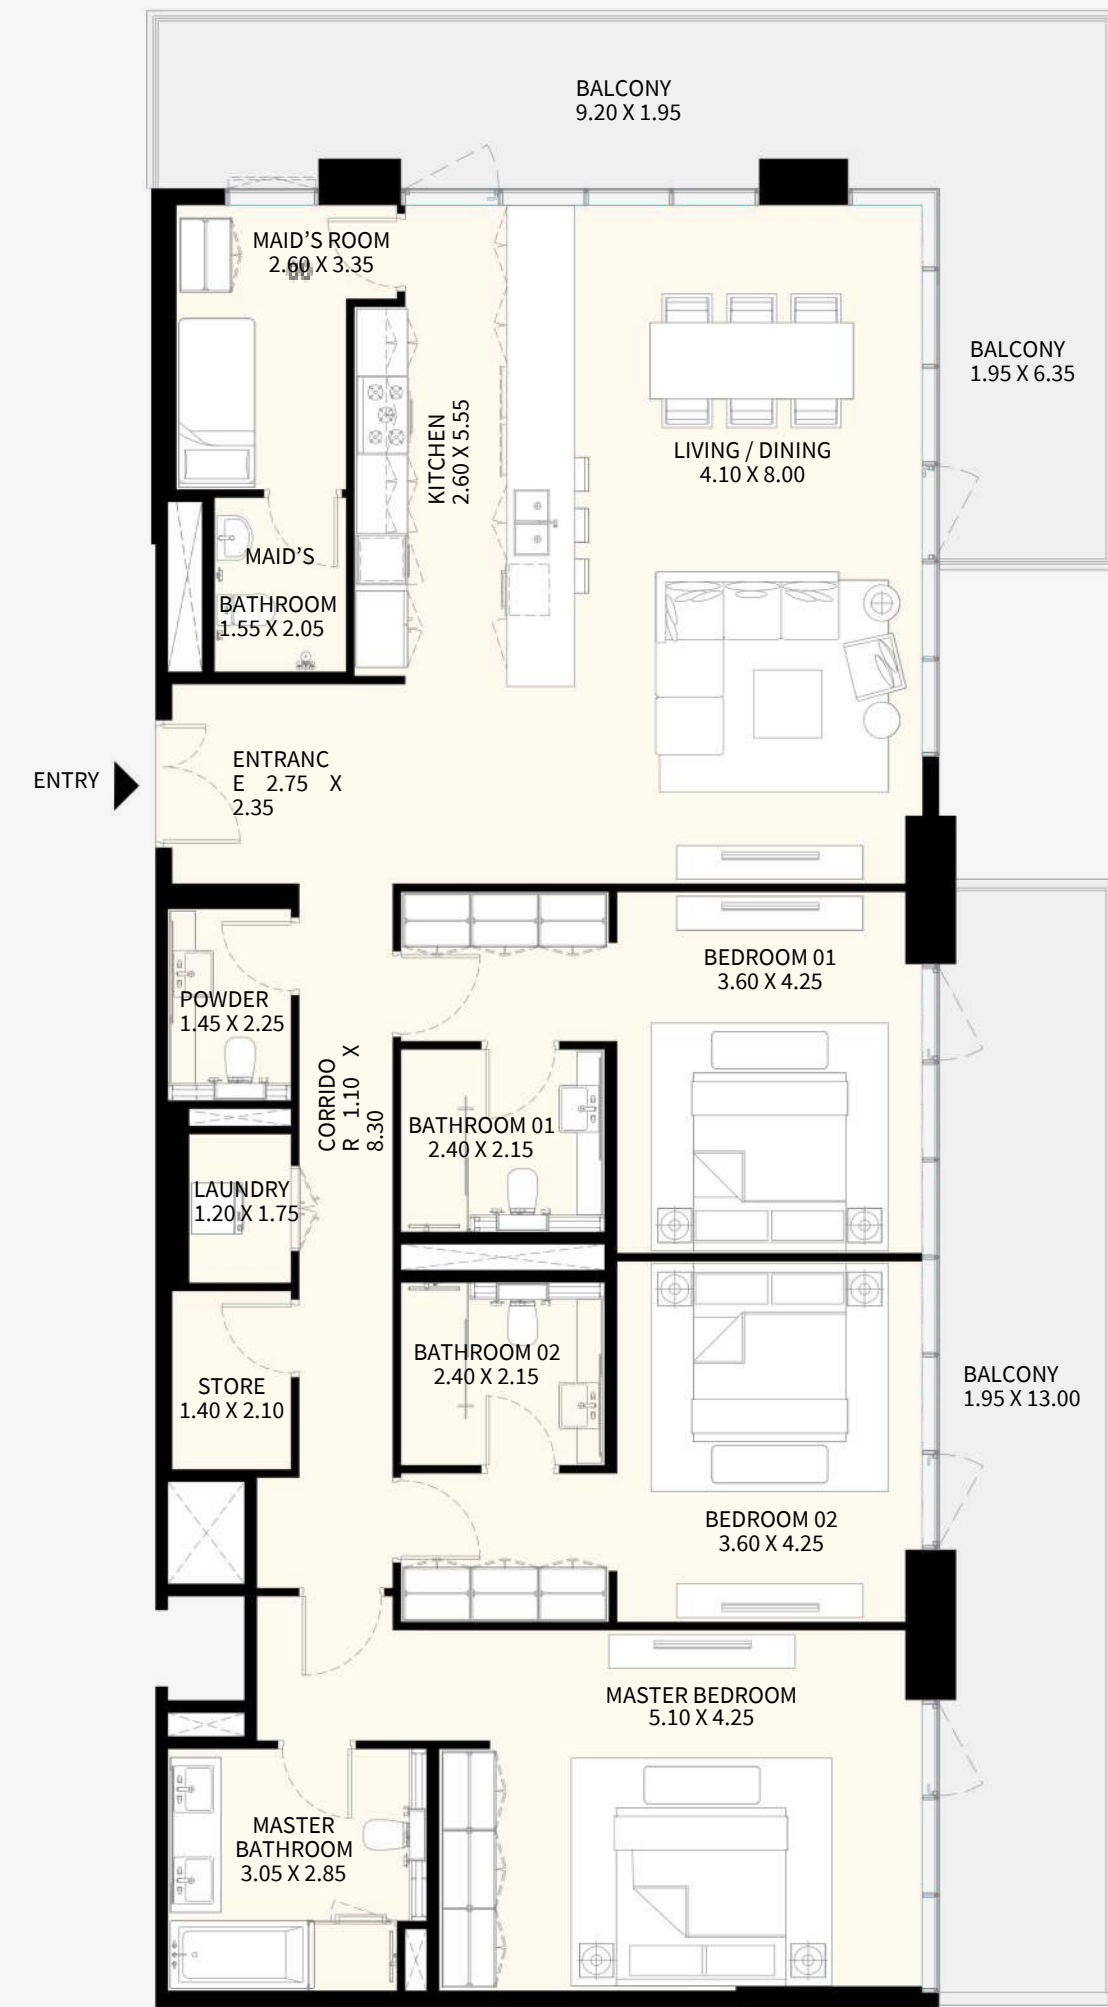 BALCONY
9.20 X 1.95
MAID’S ROOM
2.60 X 3.35
BALCONY
1.95 X 6.35
KITCHEN
2.60 X 5.55
LIVING / DINING
4.10 X 8.00
MAID’S
BATHROOM
1.55 X 2.05
ENTRY
ENTRANC
E 2.75 X
2.35
BEDROOM 01
3.60 X 4.25
POWDER
1.45 X 2.25
CORRIDO
R 1.10 X
8.30
BATHROOM 01
2.40 X 2.15
LAUNDRY
1.20 X 1.75
BATHROOM 02
2.40 X 2.15
STORE
1.40 X 2.10
BALCONY
1.95 X 13.00
BEDROOM 02
3.60 X 4.25
MASTER BEDROOM
5.10 X 4.25
MASTER
BATHROOM
3.05 X 2.85